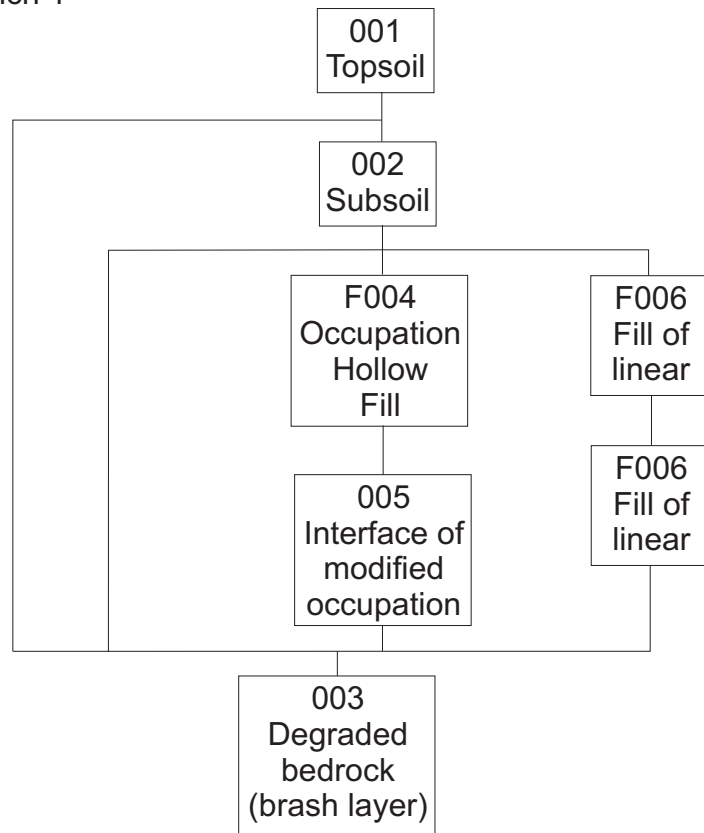 001
Topsoil
002
Subsoil
F004
Occupation
Hollow
Fill
F006
Fill of
linear
005
Interface of
modified
occupation
F006
Fill of
linear
003
Degraded
bedrock
(brash layer)